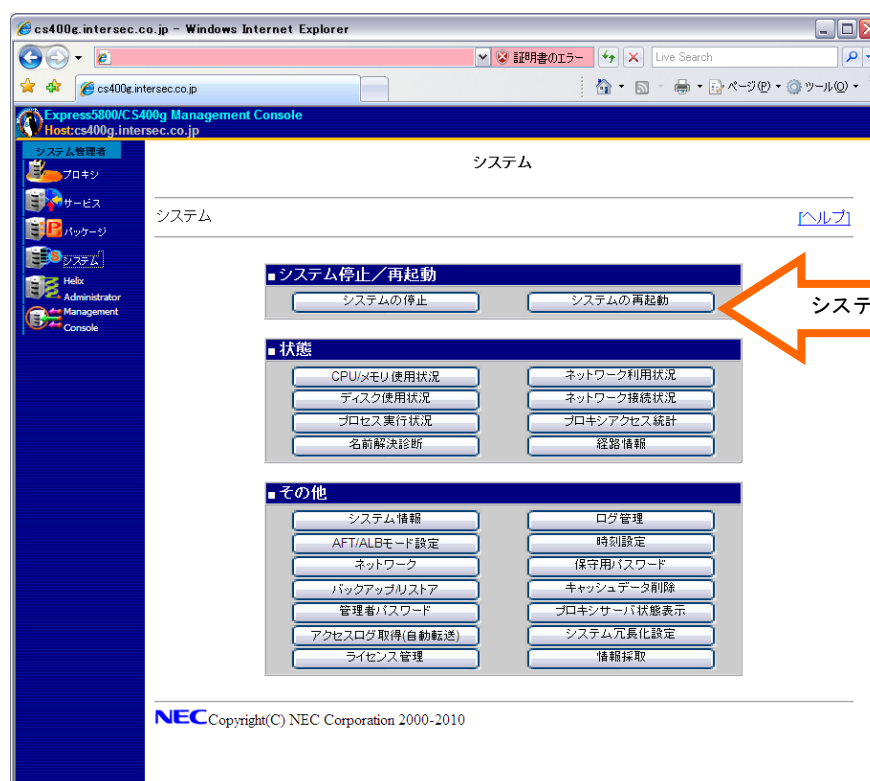 cs400g.intersec.co.jp - Windows Internet Explorer
証明書のエラー
Live Search
cs400g.intersec.co.jp
ページ(P)
ツール(O)
Express5800/CS400g Management Console
Host:cs400g.intersec.co.jp
システム管理者
プロキシ
サービス
パッケージ
システム
Helix
Administrator
Management
Console
システム
システム
[ヘルプ]
■システム停止／再起動
システムの停止
システムの再起動
システ
■状態
CPU/メモリ使用状況
ネットワーク利用状況
ディスク使用状況
ネットワーク接続状況
プロセス実行状況
プロキシアクセス統計
名前解決診断
経路情報
■その他
システム情報
ログ管理
AFT/ALBモード設定
時刻設定
ネットワーク
保守用パスワード
バックアップ/リストア
キャッシュデータ削除
管理者パスワード
プロキシサーバ状態表示
アクセスログ取得(自動転送)
システム冗長化設定
ライセンス管理
情報採取
NEC Copyright(C) NEC Corporation 2000-2010